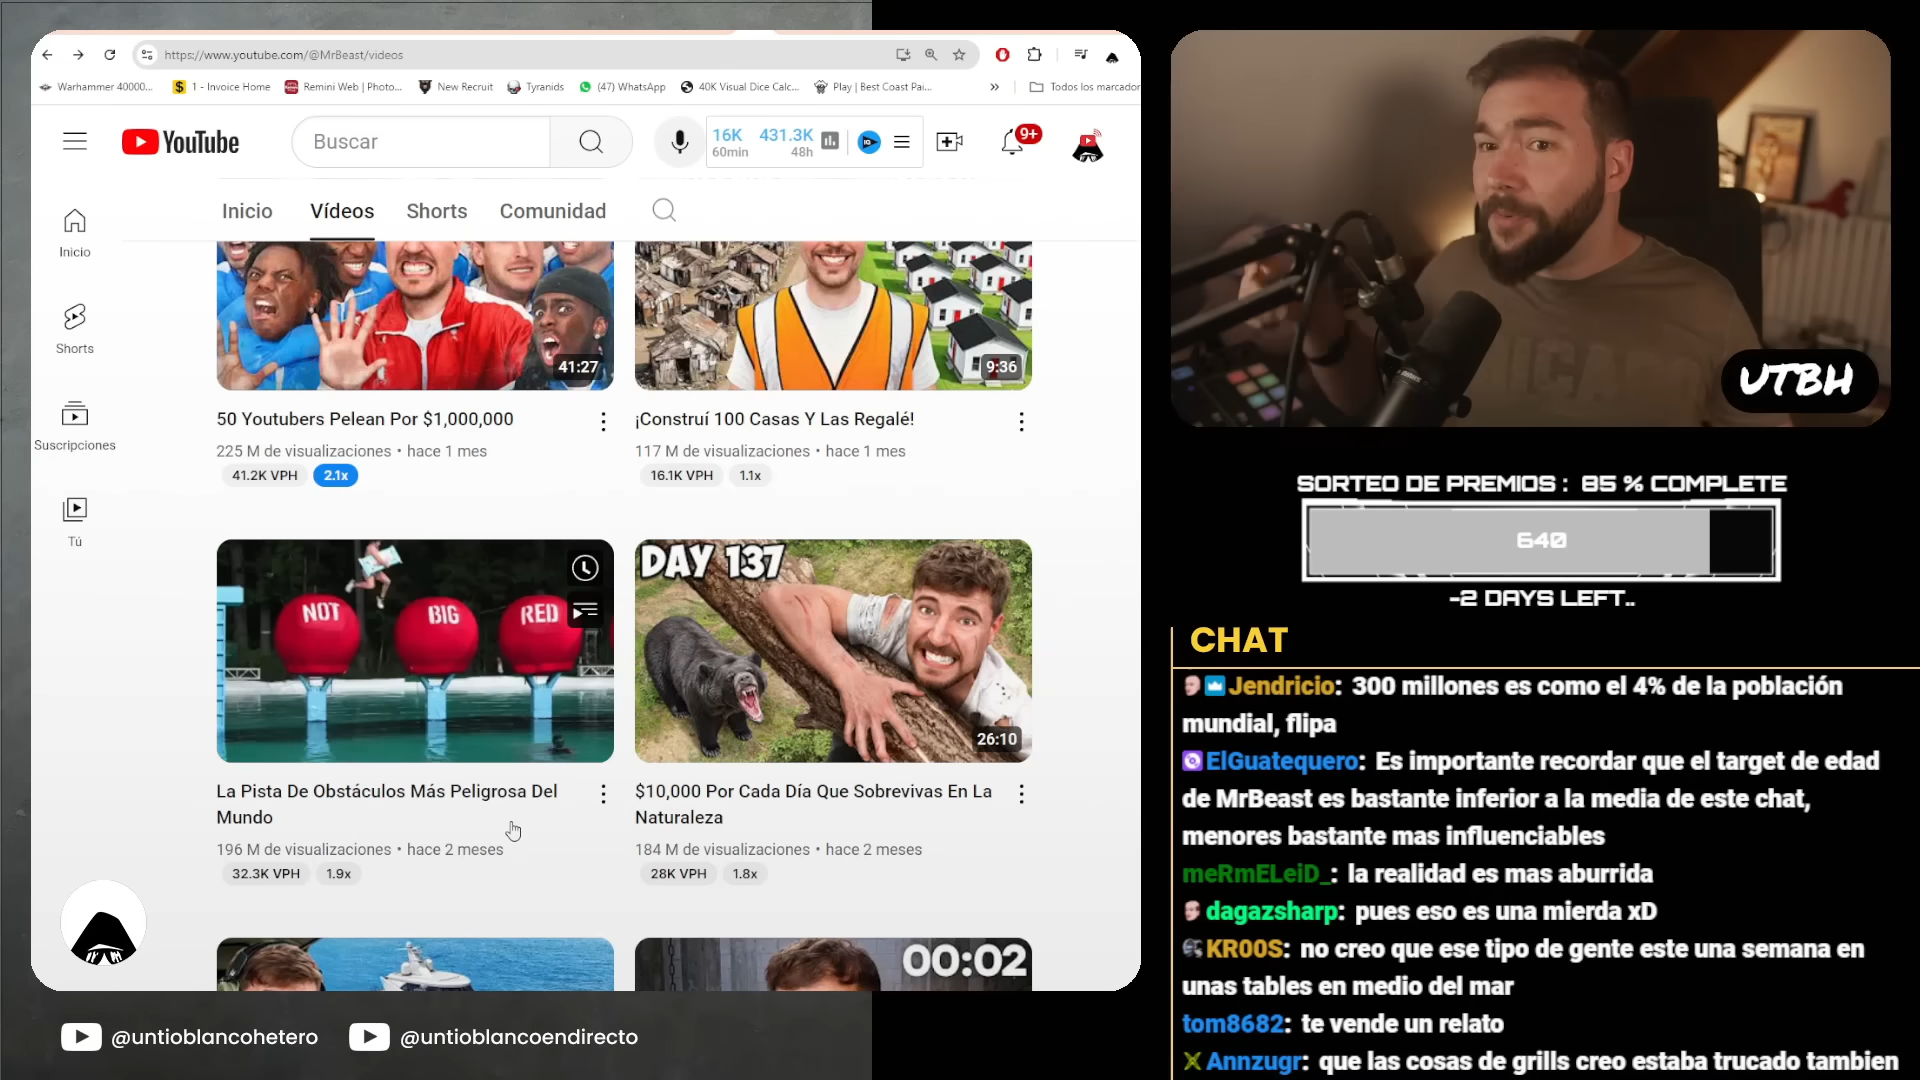 https://www.youtube.com/@MrBeast/videos
Warhammer 40000...
1 - Invoice Home
Remini Web | Photo...
New Recruit
Tyranids
(47) WhatsApp
40K Visual Dice Calc...
Play | Best Coast Pai...
Todos los marcador
YouTube
Buscar
16K
60min
431.3K
48h
9+
Inicio
Vídeos
Shorts
Comunidad
Inicio
Shorts
Suscripciones
Tú
41:27
50 Youtubers Pelean Por $1,000,000
225 M de visualizaciones • hace 1 mes
41.2K VPH
2.1x
9:36
¡Construí 100 Casas Y Las Regalé!
117 M de visualizaciones • hace 1 mes
16.1K VPH
1.1x
NOT
BIG
RED
La Pista De Obstáculos Más Peligrosa Del
Mundo
196 M de visualizaciones • hace 2 meses
32.3K VPH
1.9x
DAY 137
26:10
$10,000 Por Cada Día Que Sobrevivas En La
Naturaleza
184 M de visualizaciones • hace 2 meses
28K VPH
1.8x
00:02
@untioblancohetero
@untioblancoendirecto
UTBH
SORTEO DE PREMIOS : 85 % COMPLETE
640
-2 DAYS LEFT..
CHAT
Jendricio: 300 millones es como el 4% de la población
mundial, flipa
ElGuatequero: Es importante recordar que el target de edad
de MrBeast es bastante inferior a la media de este chat,
menores bastante mas influenciables
meRmELeiD_: la realidad es mas aburrida
dagazsharp: pues eso es una mierda xD
KR00S: no creo que ese tipo de gente este una semana en
unas tables en medio del mar
tom8682: te vende un relato
Annzugr: que las cosas de grills creo estaba trucado tambien